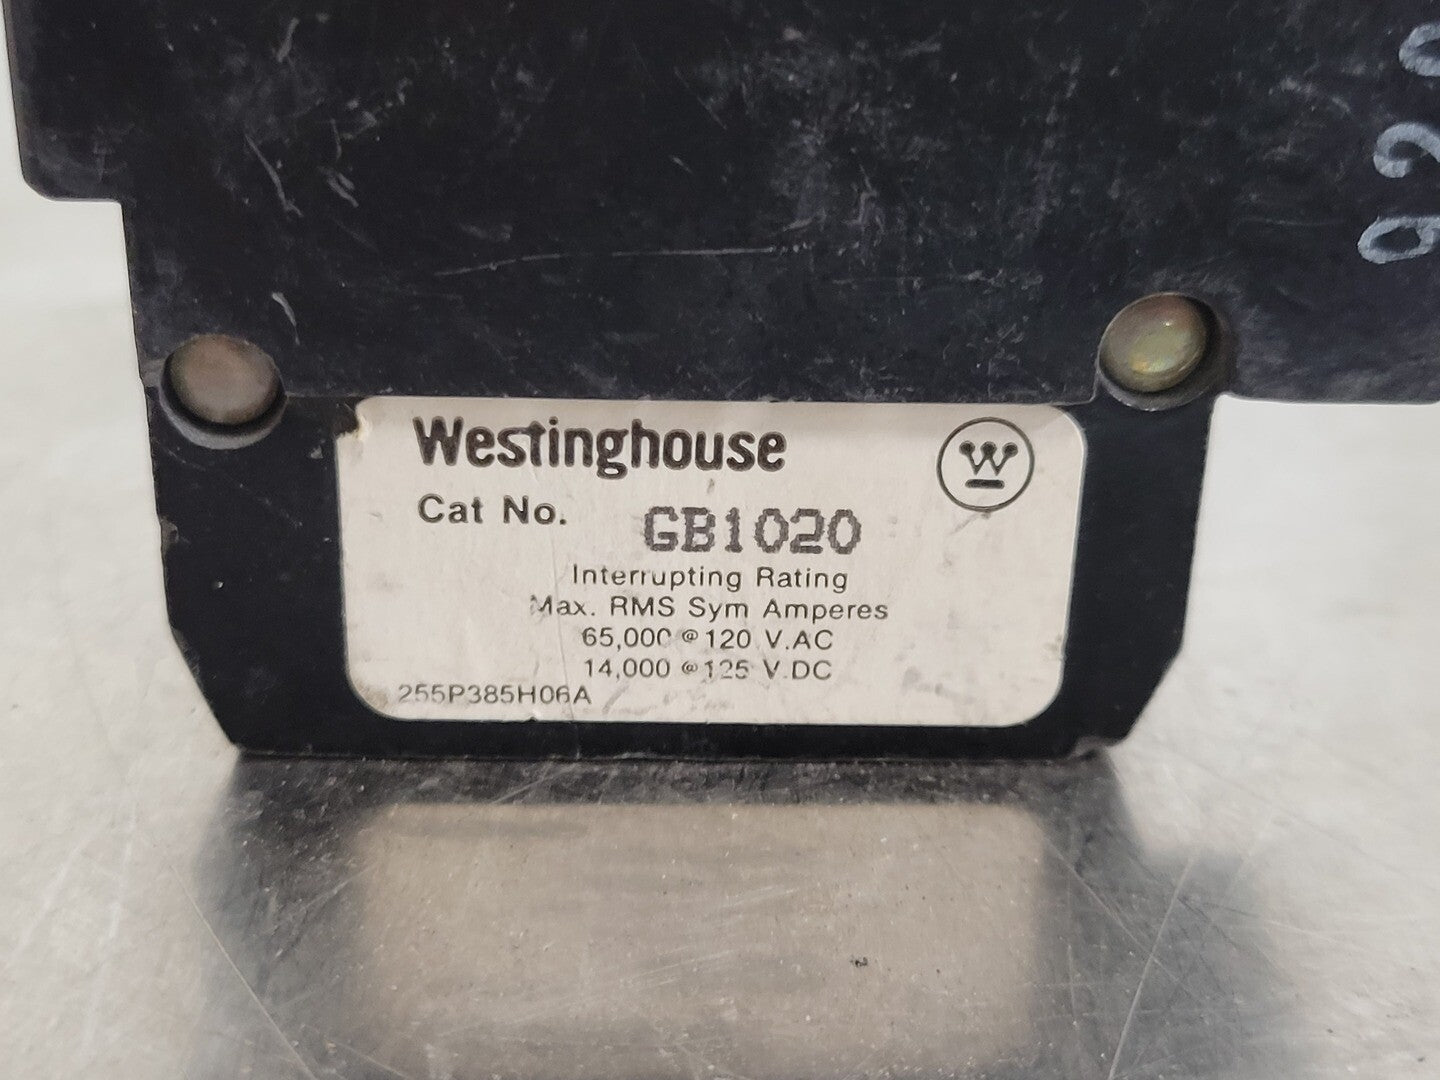 920
Westinghouse
W
Cat No. GB1020
Interrupting Rating
Max. RMS Sym Amperes
65,000 @ 120 V.AC
14,000 @ 125 V.DC
255P385H06A